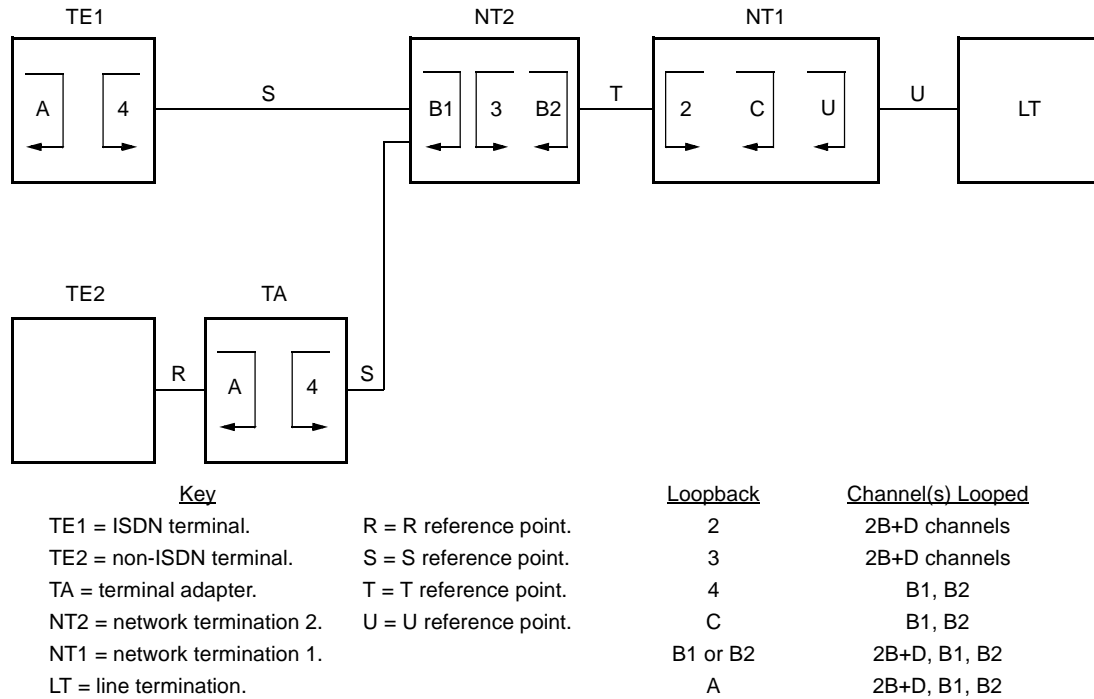 TE1 NT2 NT1
A 4 S B1 3 B2 T 2 C U U LT
TE2 TA
R A 4 S
Key Loopback Channel(s) Looped
TE1 = ISDN terminal. R = R reference point. 2 2B+D channels
TE2 = non-ISDN terminal. S = S reference point. 3 2B+D channels
TA = terminal adapter. T = T reference point. 4 B1, B2
NT2 = network termination 2. U = U reference point. C B1, B2
NT1 = network termination 1. B1 or B2 2B+D, B1, B2
LT = line termination. A 2B+D, B1, B2